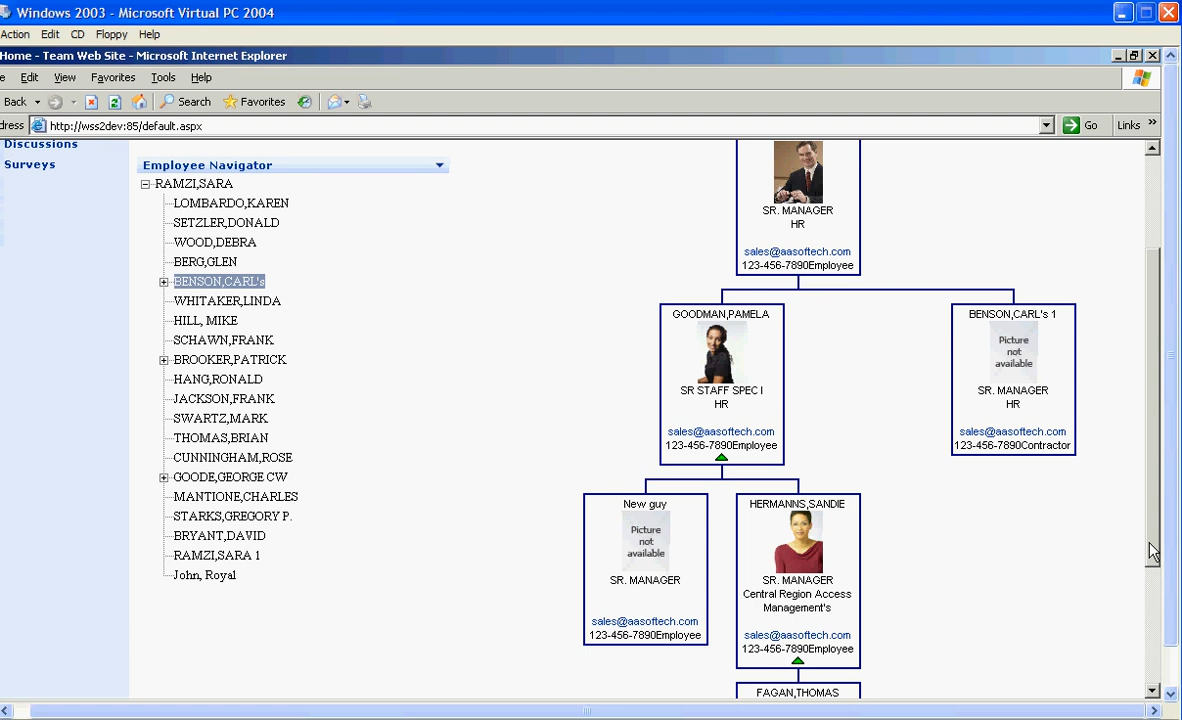 Windows 2003 - Microsoft Virtual PC 2004
Action Edit CD Floppy Help
Home - Team Web Site - Microsoft Internet Explorer
e Edit View Favorites Tools Help
Back Search Favorites
dress http://wss2dev:85/default.aspx Go Links »
Discussions
Surveys
Employee Navigator
RAMZI,SARA
LOMBARDO,KAREN
SETZLER,DONALD
WOOD,DEBRA
BERG,GLEN
BENSON,CARL's
WHITAKER,LINDA
HILL, MIKE
SCHAWN,FRANK
BROOKER,PATRICK
HANG,RONALD
JACKSON,FRANK
SWARTZ,MARK
THOMAS,BRIAN
CUNNINGHAM,ROSE
GOODE,GEORGE CW
MANTIONE,CHARLES
STARKS,GREGORY P.
BRYANT,DAVID
RAMZI,SARA 1
John, Royal
SR. MANAGER
HR
sales@aasoftech.com
123-456-7890Employee
GOODMAN,PAMELA
SR STAFF SPEC I
HR
sales@aasoftech.com
123-456-7890Employee
BENSON,CARL's 1
Picture
not
available
SR. MANAGER
HR
sales@aasoftech.com
123-456-7890Contractor
New guy
Picture
not
available
SR. MANAGER
sales@aasoftech.com
123-456-7890Employee
HERMANNS,SANDIE
SR. MANAGER
Central Region Access
Management's
sales@aasoftech.com
123-456-7890Employee
FAGAN,THOMAS